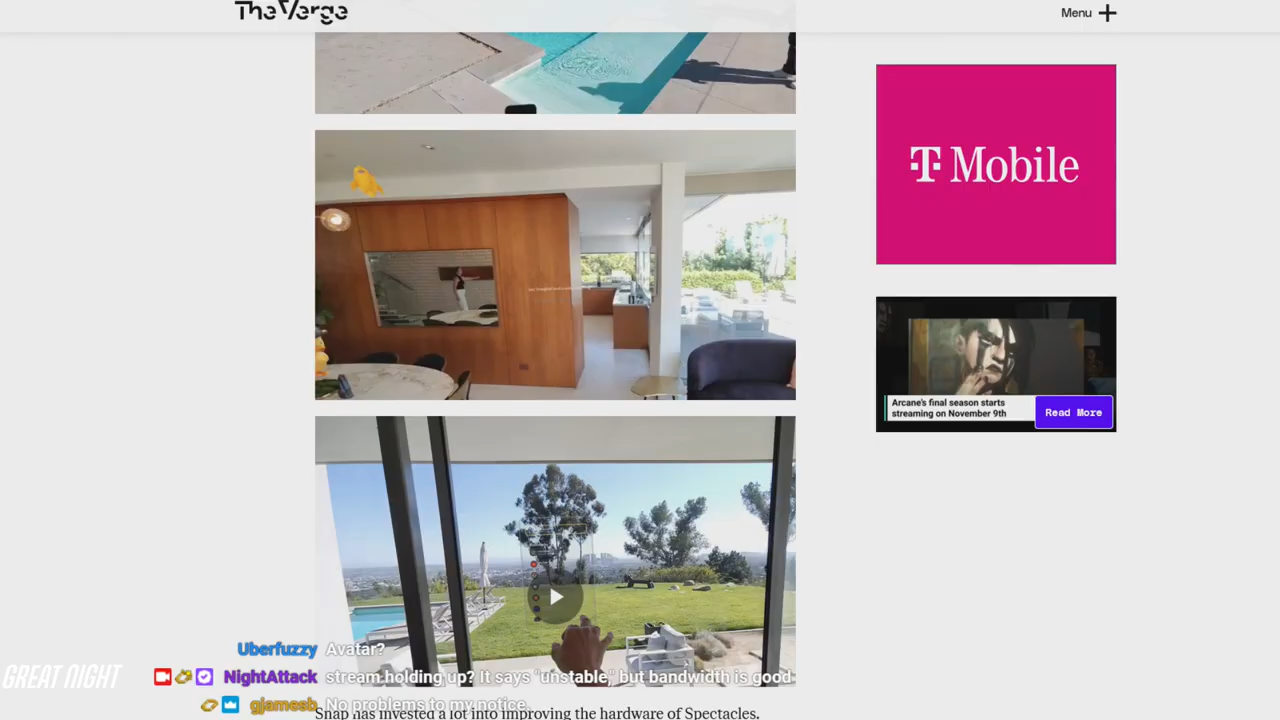 The Verge
Menu
T Mobile
Arcane's final season starts
streaming on November 9th
Read More
Uberfuzzy Avatar?
NightAttack stream holding up? It says "unstable," but bandwidth is good
GREAT NIGHT
gjamesb No problems to my notice.
Snap has invested a lot into improving the hardware of Spectacles.